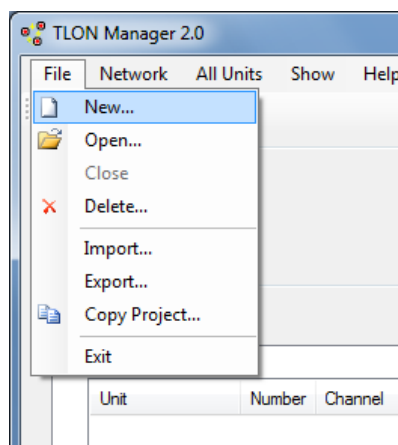 TLON Manager 2.0
File Network All Units Show Help
New...
Open...
Close
Delete...
Import...
Export...
Copy Project...
Exit
Unit Number Channel